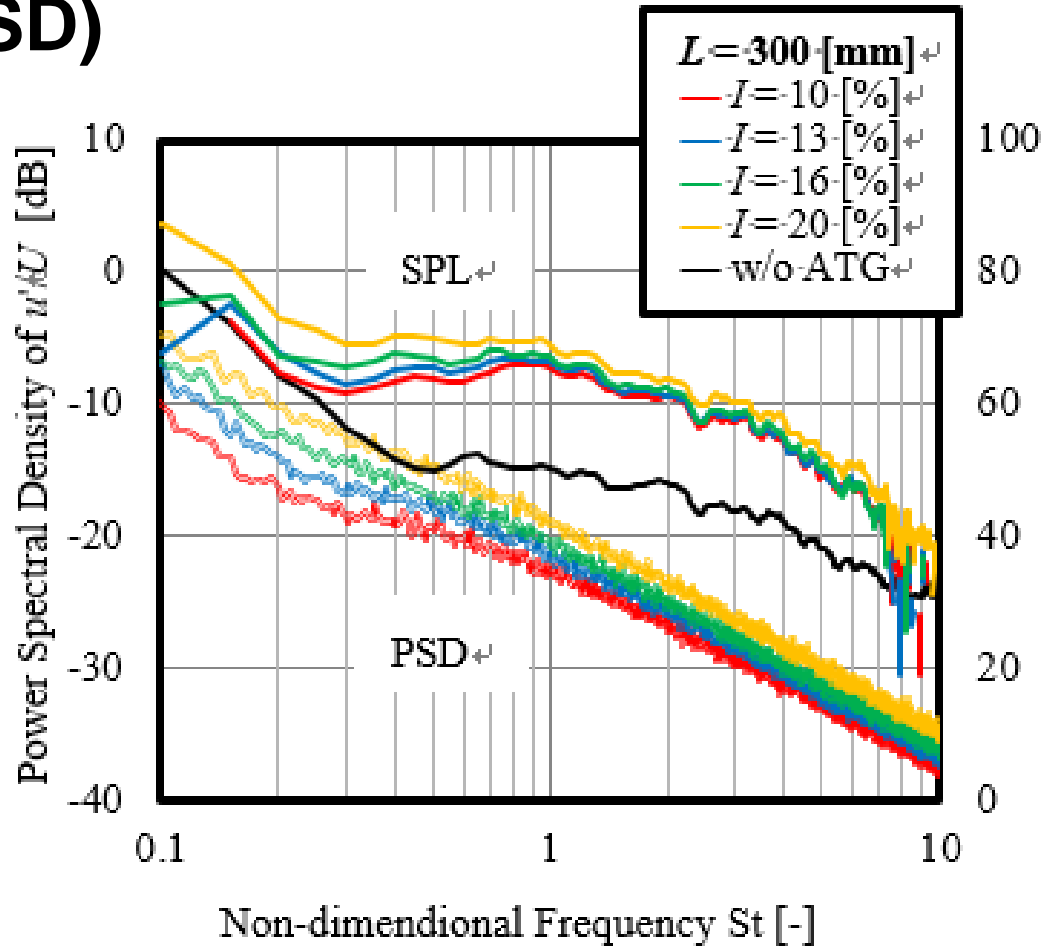 SD)
L = 300 [mm]
I = 10 [%]
I = 13 [%]
I = 16 [%]
I = 20 [%]
w/o ATG
Power Spectral Density of u'/U [dB]
10
0
-10
-20
-30
-40
100
80
60
40
20
0
SPL
PSD
0.1
1
10
Non-dimendional Frequency St [-]